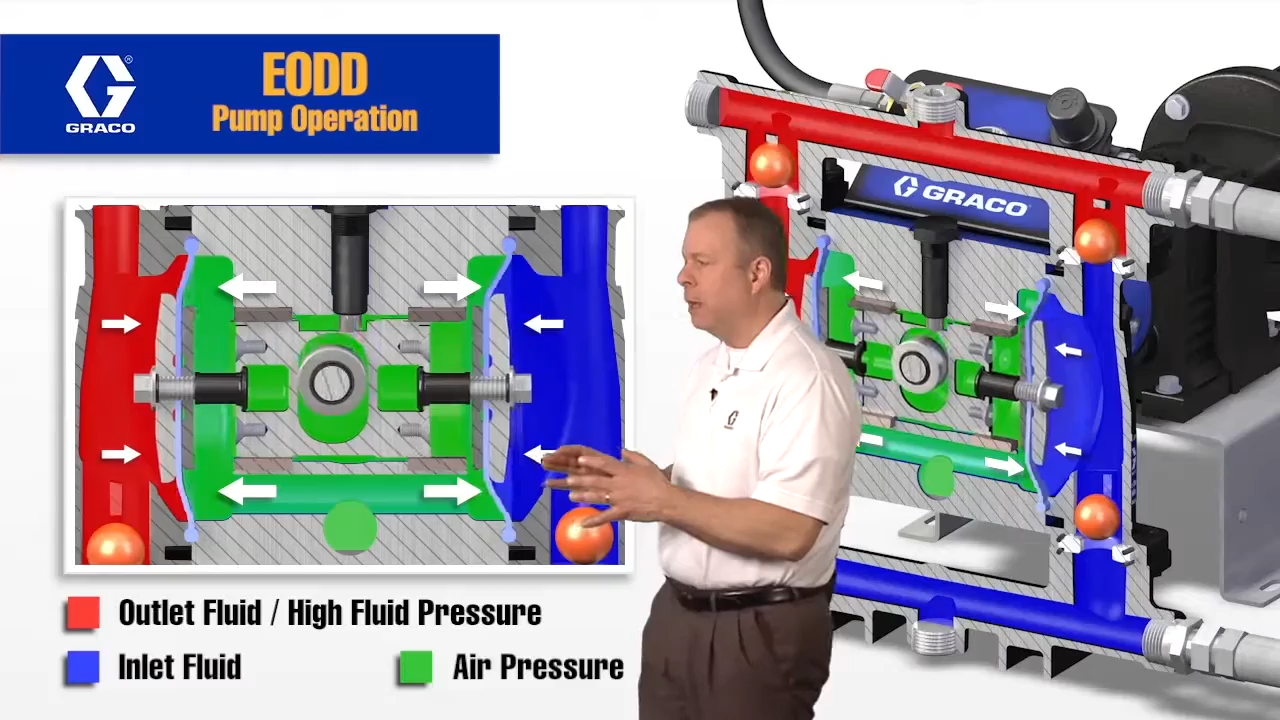 EODD
Pump Operation
GRACO
GRACO
Outlet Fluid / High Fluid Pressure
Inlet Fluid
Air Pressure